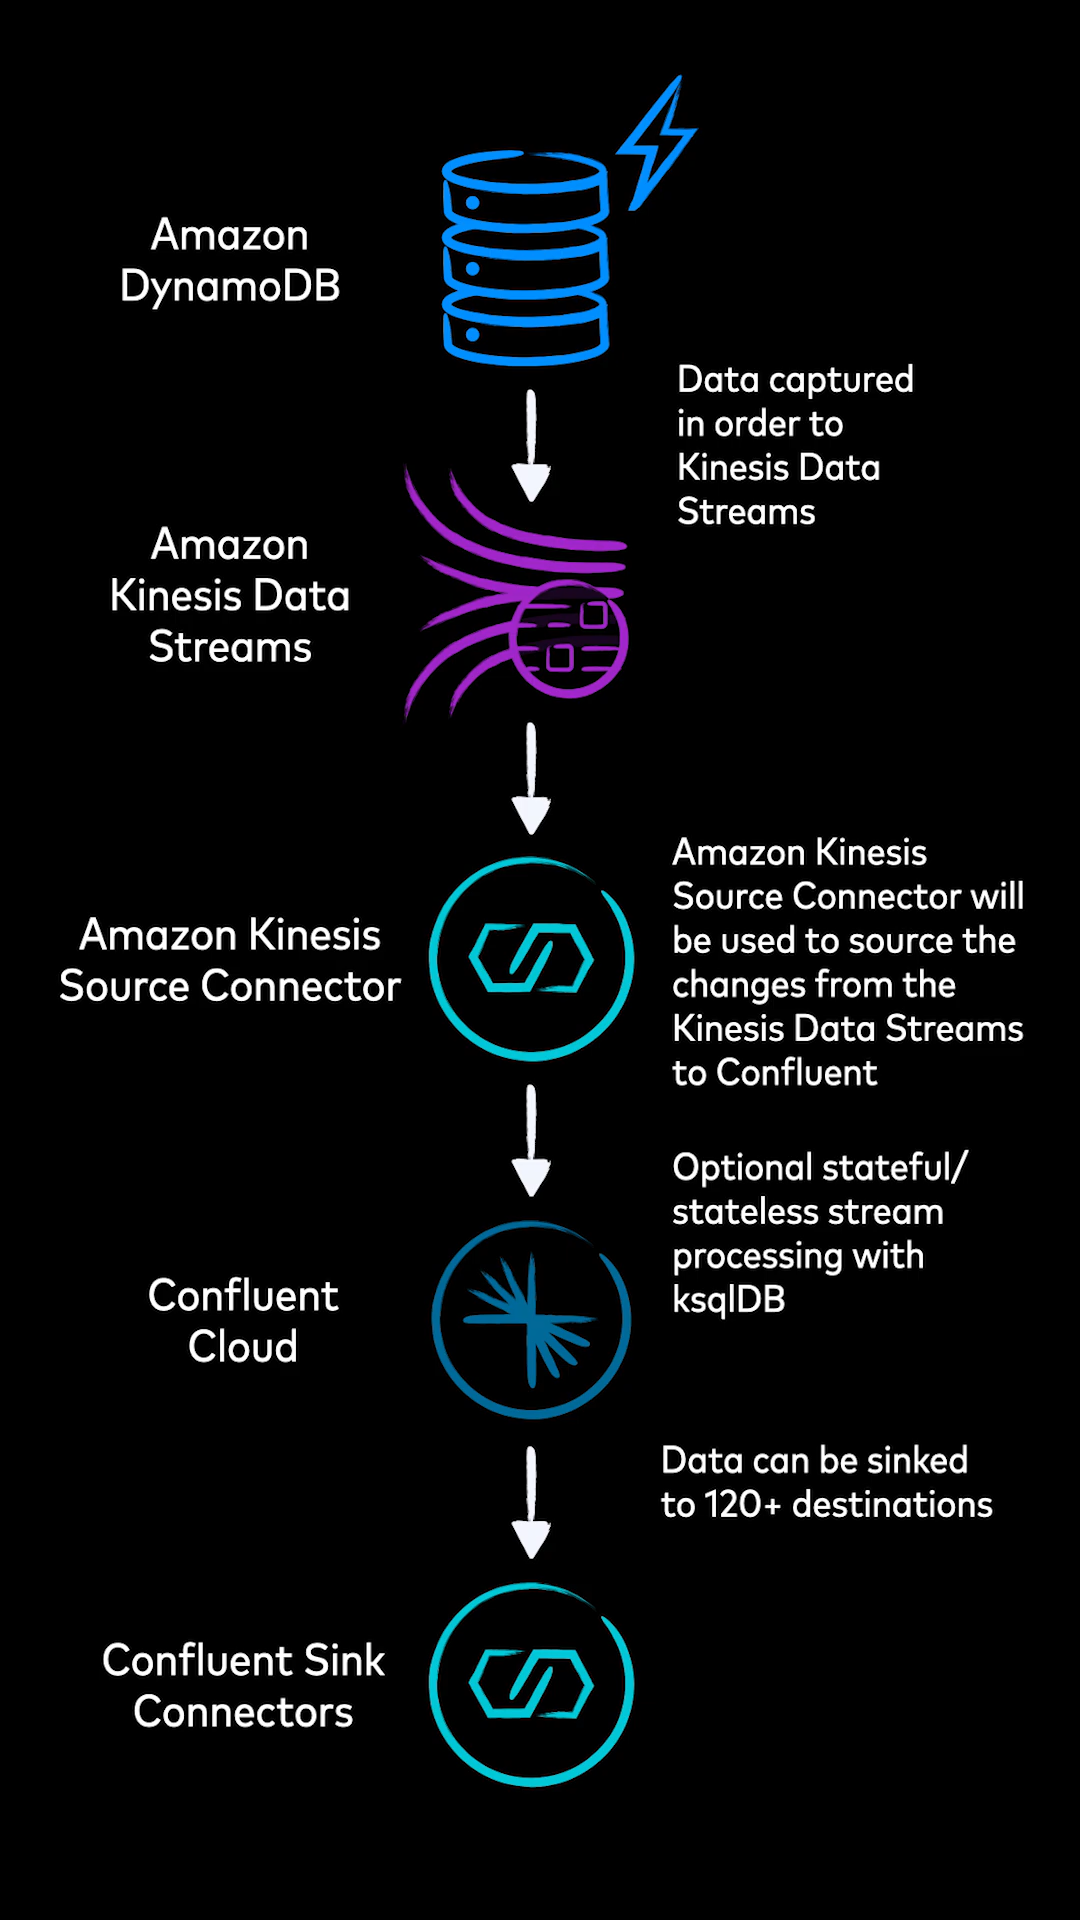 Amazon
DynamoDB
Data captured
in order to
Kinesis Data
Streams
Amazon
Kinesis Data
Streams
Amazon Kinesis
Source Connector
Amazon Kinesis
Source Connector will
be used to source the
changes from the
Kinesis Data Streams
to Confluent
Optional stateful/
stateless stream
processing with
ksqlDB
Confluent
Cloud
Data can be sinked
to 120+ destinations
Confluent Sink
Connectors